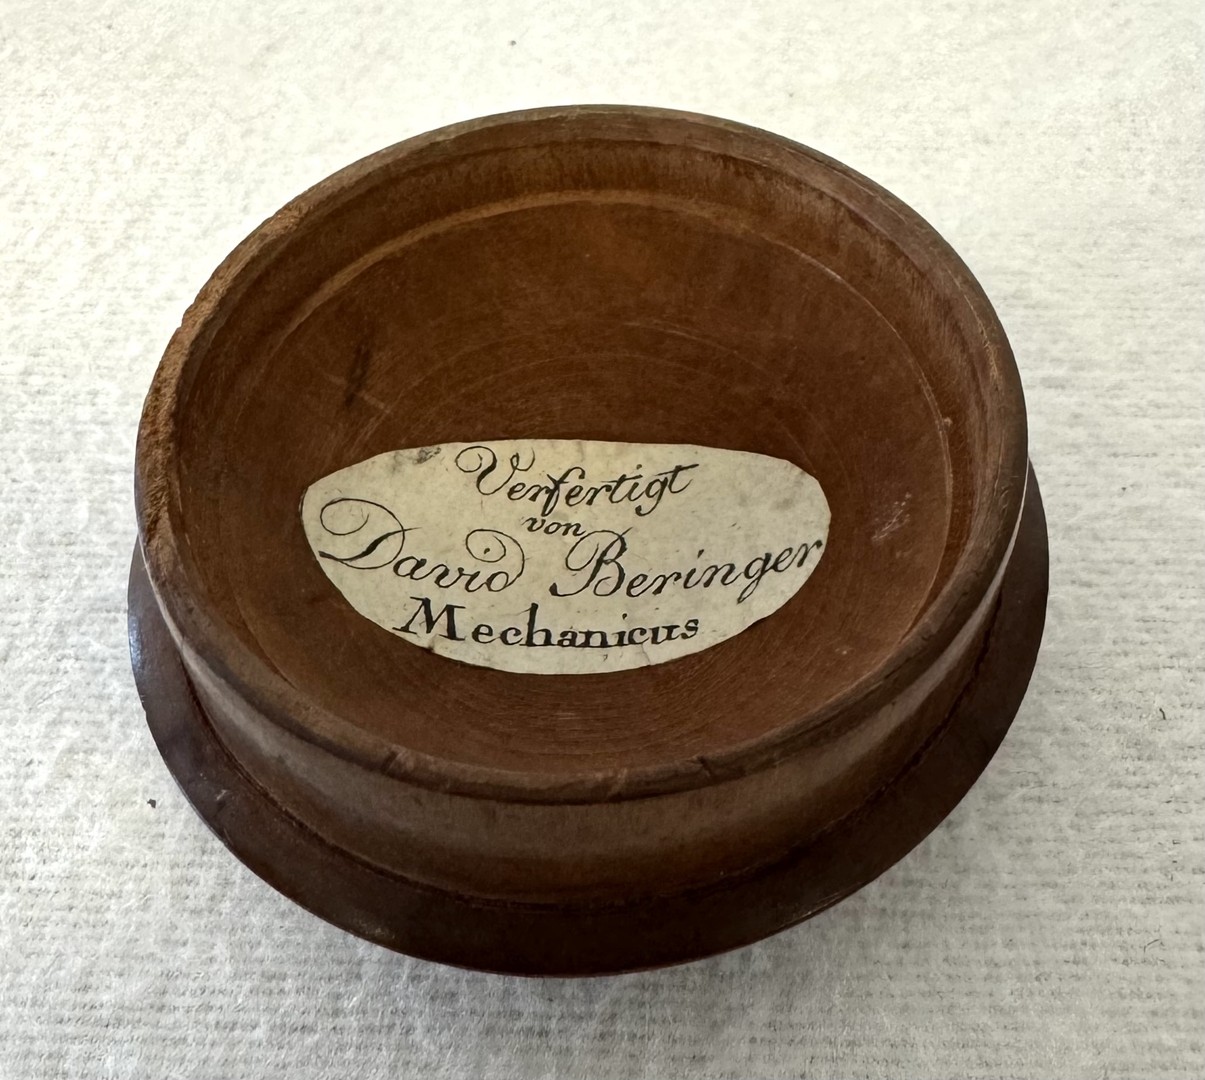 Verfertigt
von
David Beringer
Mechanicus